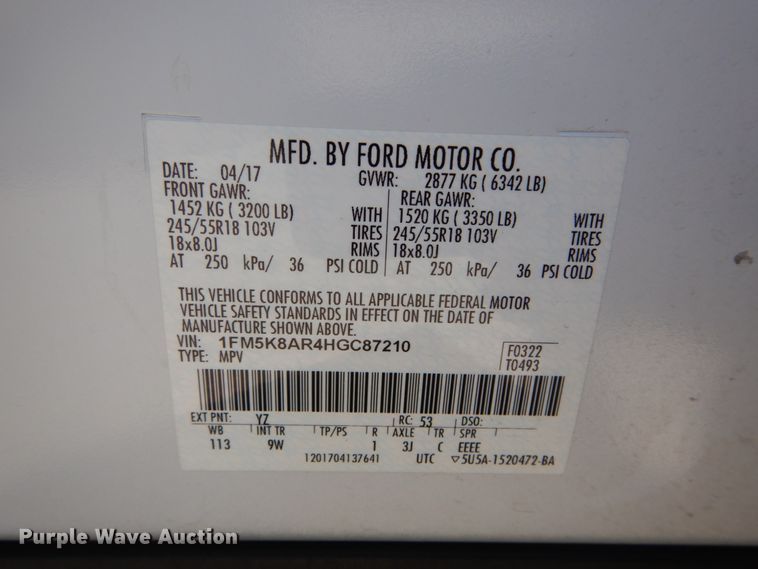 MFD. BY FORD MOTOR CO.
DATE: 04/17 GVWR: 2877 KG ( 6342 LB)
FRONT GAWR: REAR GAWR:
1452 KG ( 3200 LB) WITH 1520 KG ( 3350 LB) WITH
245/55R18 103V TIRES 245/55R18 103V TIRES
18x8.0J RIMS 18x8.0J RIMS
AT 250 kPa/ 36 PSI COLD AT 250 kPa/ 36 PSI COLD
THIS VEHICLE CONFORMS TO ALL APPLICABLE FEDERAL MOTOR
VEHICLE SAFETY STANDARDS IN EFFECT ON THE DATE OF
MANUFACTURE SHOWN ABOVE.
VIN: 1FM5K8AR4HGC87210 F0322
TYPE: MPV T0493
EXT PNT: YZ RC: 53 DSO:
WB INT TR TP/PS R AXLE TR SPR
113 9W 1 3J C EEEE
1201704137641 UTC ▽5U5A-1520472-BA
Purple Wave Auction